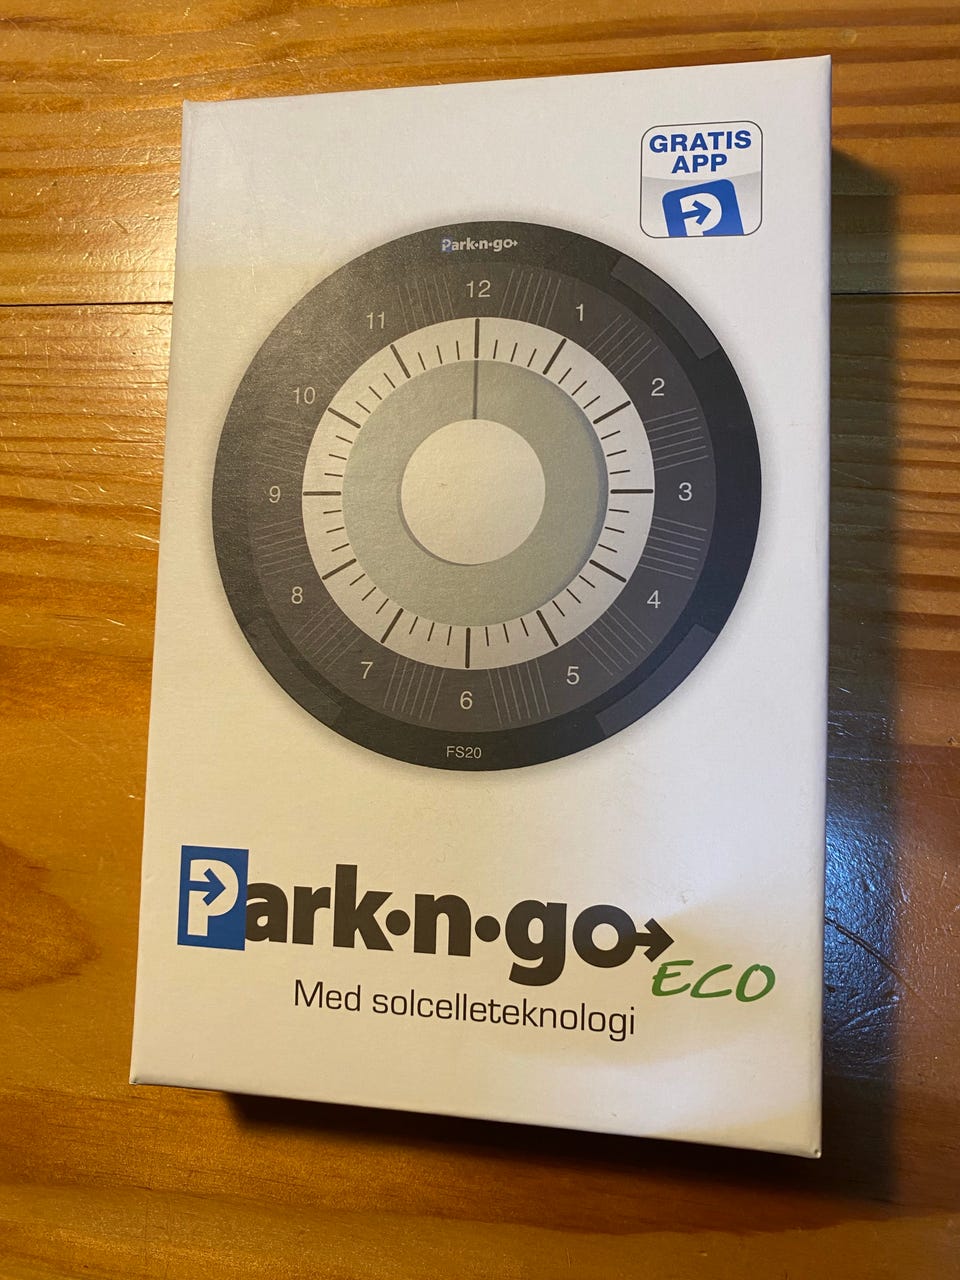 GRATIS
APP
P
Park·n·go
12
1
2
3
4
5
6
7
8
9
10
11
FS20
Park·n·go
ECO
Med solcelleteknologi